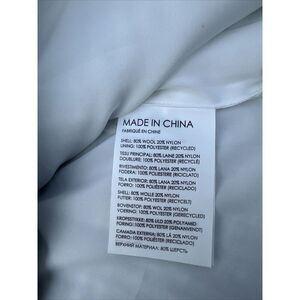 MADE IN CHINA
FABRIQUÉ EN CHINE
SHELL: 80% WOOL 20% NYLON
LINING: 100% POLYESTER (RECYCLED)
TISSU PRINCIPAL: 80% LAINE 20% NYLON
DOUBLURE: 100% POLYESTER (RECYCLÉ)
RIVESTIMENTO: 80% LANA 20% NYLON
FODERA: 100% POLIESTERE (RICICLATO)
TELA EXTERIOR: 80% LANA 20% NYLON
FORRO: 100% POLIÉSTER (RECICLADO)
SHELL: 80% WOLLE 20% NYLON
FUTTER: 100% POLYESTER (RECYCELT)
BOVENSTOF: 80% WOL 20% NYLON
VOERING: 100% POLYESTER (GERECYCLED)
KROPSSTYKKE: 80% ULD 20% POLYAMID
FORING: 100% POLYESTER (GENANVENDT)
CAMADA EXTERNA: 80% LÃ 20% NYLON
FORRO: 100% POLIÉSTER (RECICLADO)
ВЕРХНИЙ МАТЕРИАЛ: 80% ШЕРСТЬ